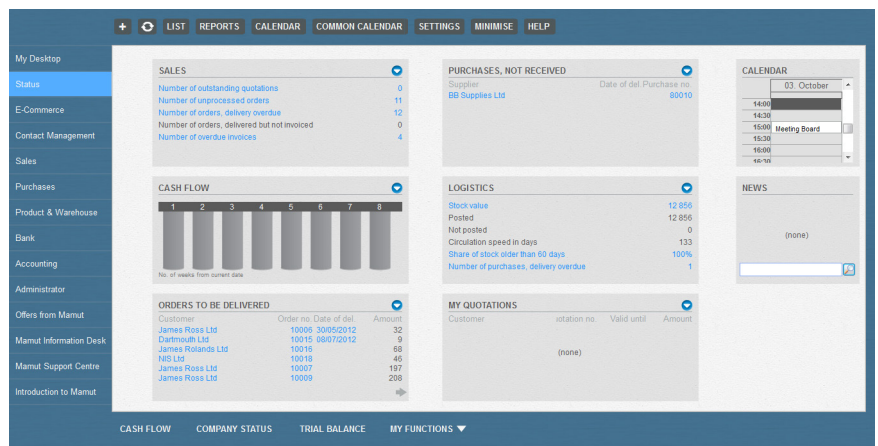 LIST REPORTS CALENDAR COMMON CALENDAR SETTINGS MINIMISE HELP
My Desktop
Status
E-Commerce
Contact Management
Sales
Purchases
Product & Warehouse
Bank
Accounting
Administrator
Offers from Mamut
Mamut Information Desk
Mamut Support Centre
Introduction to Mamut
SALES
Number of outstanding quotations 0
Number of unprocessed orders 11
Number of orders, delivery overdue 12
Number of orders, delivered but not invoiced 0
Number of overdue invoices 4
PURCHASES, NOT RECEIVED
Supplier Date of del. Purchase no.
BB Supplies Ltd 80010
CALENDAR
03. October
14:00
14:30
15:00 Meeting Board
15:30
16:00
16:30
CASH FLOW
1 2 3 4 5 6 7 8
No. of weeks from current date
LOGISTICS
Stock value 12 856
Posted 12 856
Not posted 0
Circulation speed in days 133
Share of stock older than 60 days 100%
Number of purchases, delivery overdue 1
NEWS
(none)
ORDERS TO BE DELIVERED
Customer Order no. Date of del. Amount
James Ross Ltd 10006 30/05/2012 32
Dartmouth Ltd 10015 08/07/2012 9
James Rolands Ltd 10016 68
NIS Ltd 10018 46
James Ross Ltd 10007 197
James Ross Ltd 10009 208
MY QUOTATIONS
Customer otation no. Valid until Amount
(none)
CASH FLOW COMPANY STATUS TRIAL BALANCE MY FUNCTIONS